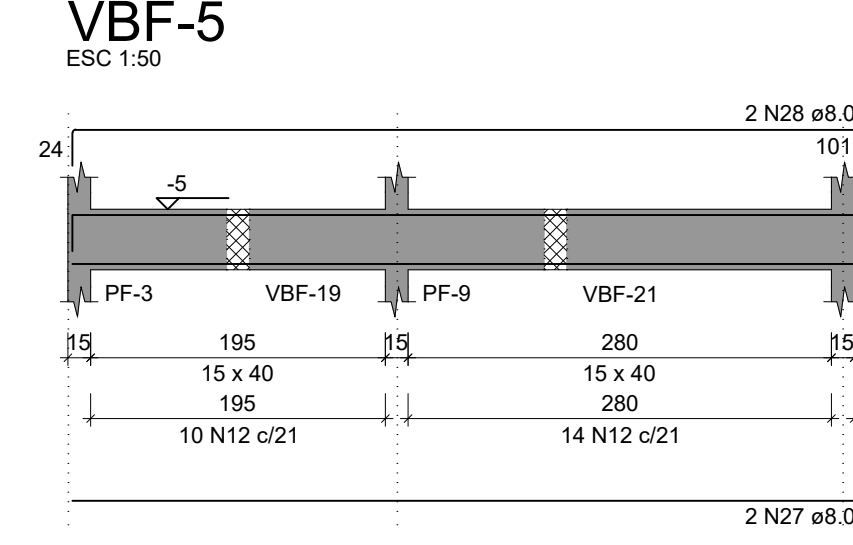 VBF-5
ESC 1:50
2 N28 ø8.0
24
101
-5
PF-3
VBF-19
PF-9
VBF-21
15
195
15
280
15
15 x 40
15 x 40
195
280
10 N12 c/21
14 N12 c/21
2 N27 ø8.0